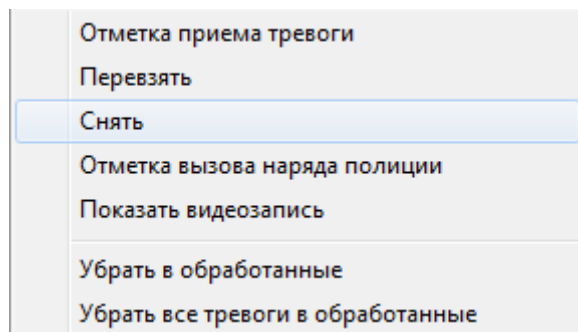 Отметка приема тревоги
Перевзять
Снять
Отметка вызова наряда полиции
Показать видеозапись
Убрать в обработанные
Убрать все тревоги в обработанные